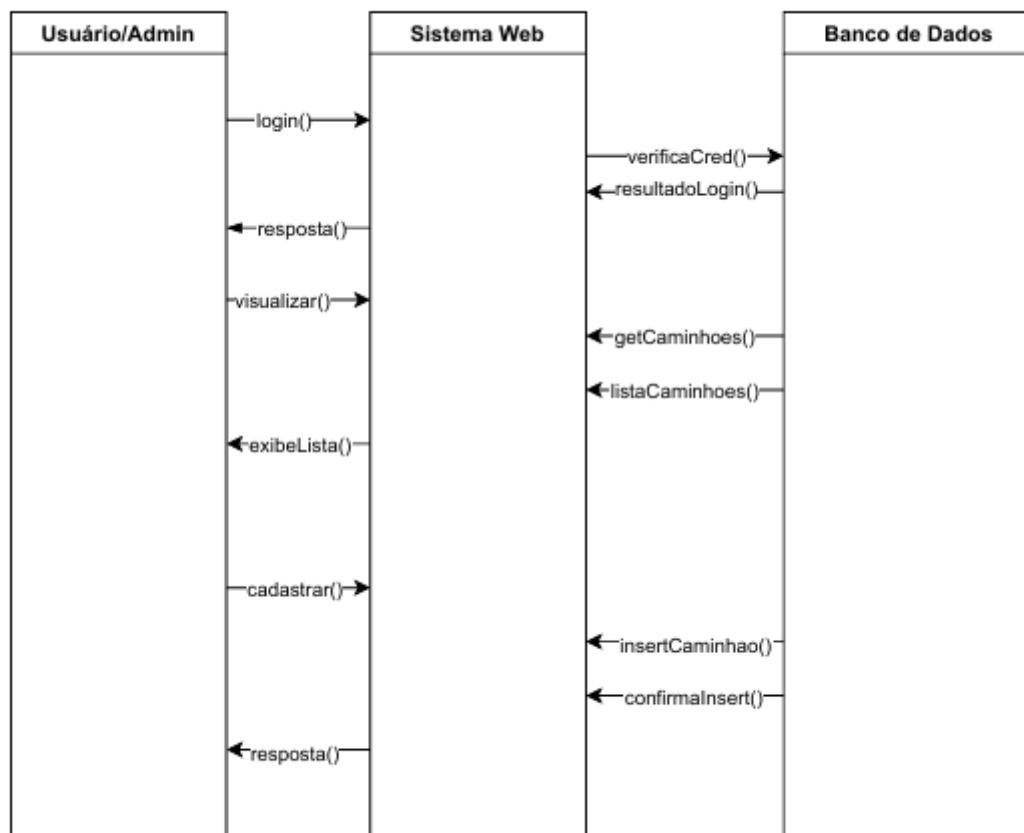 Usuário/Admin
Sistema Web
Banco de Dados
login()
verificaCred()
resultadoLogin()
resposta()
visualizar()
getCaminhoes()
listaCaminhoes()
exibeLista()
cadastrar()
insertCaminhao()
confirmaInsert()
resposta()